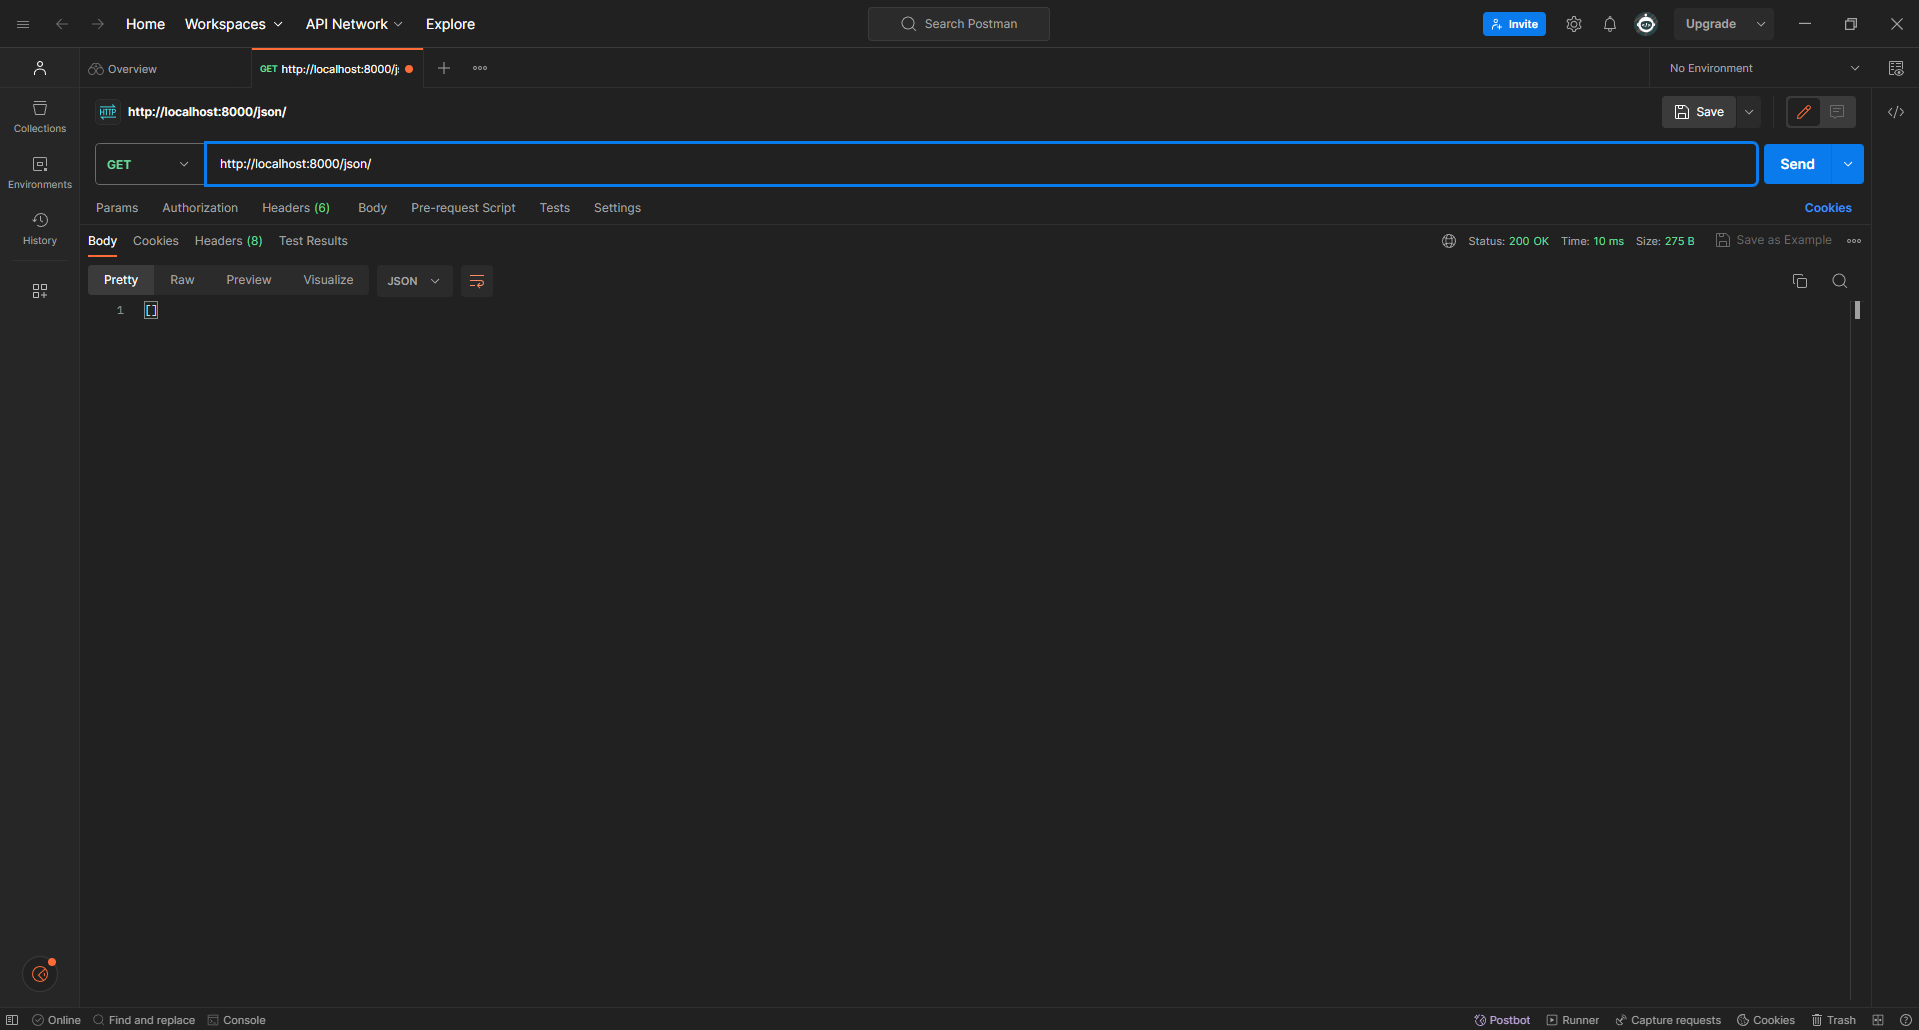 Home Workspaces API Network Explore Search Postman Invite Upgrade
Overview GET http://localhost:8000/j No Environment
HTTP http://localhost:8000/json/ Save
Collections
GET http://localhost:8000/json/ Send
Environments
Params Authorization Headers (6) Body Pre-request Script Tests Settings Cookies
History
Body Cookies Headers (8) Test Results Status: 200 OK Time: 10 ms Size: 275 B Save as Example
Pretty Raw Preview Visualize JSON
1 []
Online Find and replace Console Postbot Runner Capture requests Cookies Trash